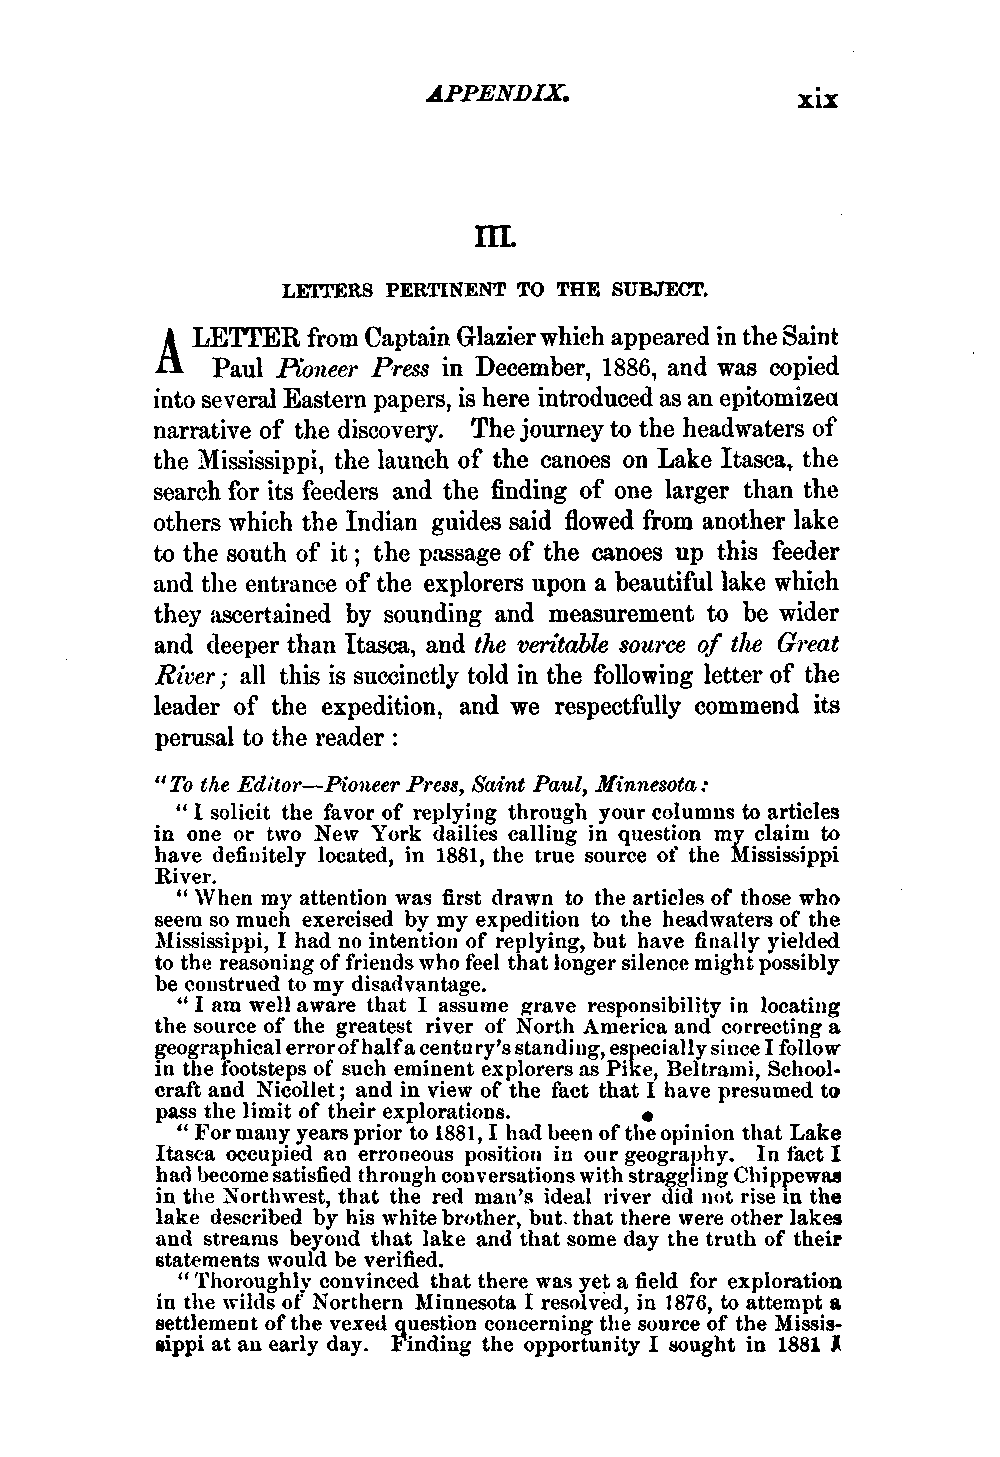 APPENDIX.
xix
III.
LETTERS PERTINENT TO THE SUBJECT.
A LETTER from Captain Glazier which appeared in the Saint
Paul Pioneer Press in December, 1886, and was copied
into several Eastern papers, is here introduced as an epitomized
narrative of the discovery. The journey to the headwaters of
the Mississippi, the launch of the canoes on Lake Itasca, the
search for its feeders and the finding of one larger than the
others which the Indian guides said flowed from another lake
to the south of it; the passage of the canoes up this feeder
and the entrance of the explorers upon a beautiful lake which
they ascertained by sounding and measurement to be wider
and deeper than Itasca, and the veritable source of the Great
River; all this is succinctly told in the following letter of the
leader of the expedition, and we respectfully commend its
perusal to the reader :
"To the Editor—Pioneer Press, Saint Paul, Minnesota:
"I solicit the favor of replying through your columns to articles
in one or two New York dailies calling in question my claim to
have definitely located, in 1881, the true source of the Mississippi
River.
"When my attention was first drawn to the articles of those who
seem so much exercised by my expedition to the headwaters of the
Mississippi, I had no intention of replying, but have finally yielded
to the reasoning of friends who feel that longer silence might possibly
be construed to my disadvantage.
"I am well aware that I assume grave responsibility in locating
the source of the greatest river of North America and correcting a
geographical error of half a century's standing, especially since I follow
in the footsteps of such eminent explorers as Pike, Beltrami, School-
craft and Nicollet; and in view of the fact that I have presumed to
pass the limit of their explorations.
"For many years prior to 1881, I had been of the opinion that Lake
Itasca occupied an erroneous position in our geography. In fact I
had become satisfied through conversations with straggling Chippewas
in the Northwest, that the red man's ideal river did not rise in the
lake described by his white brother, but that there were other lakes
and streams beyond that lake and that some day the truth of their
statements would be verified.
"Thoroughly convinced that there was yet a field for exploration
in the wilds of Northern Minnesota I resolved, in 1876, to attempt a
settlement of the vexed question concerning the source of the Missis-
sippi at an early day. Finding the opportunity I sought in 1881 I